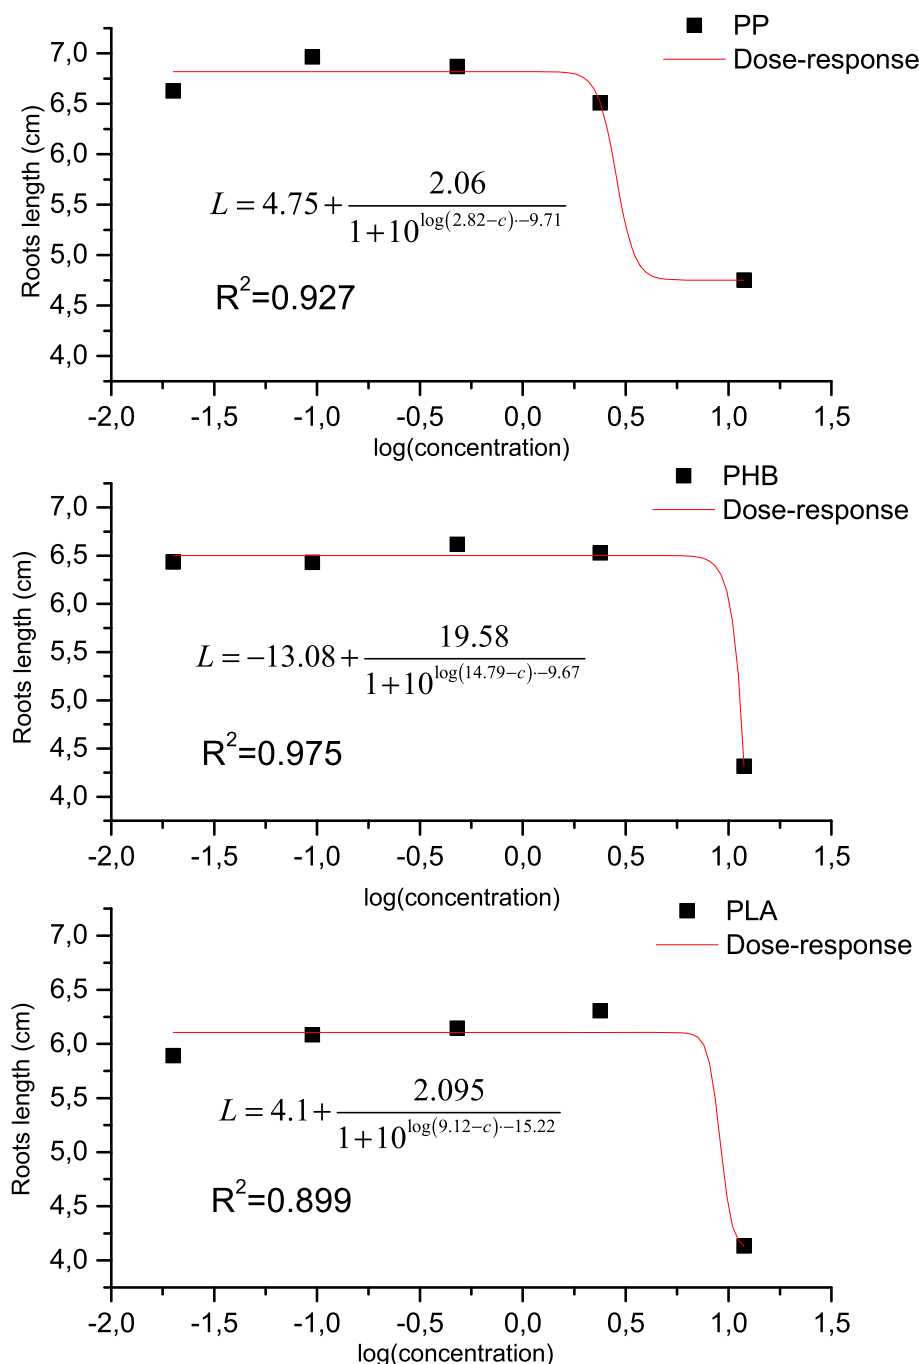 PP
Dose-response
7,0
6,5
6,0
5,5
5,0
4,5
4,0
Roots length (cm)
L = 4.75 + 2.06 / 1+10^log(2.82−c)·−9.71
R²=0.927
-2,0 -1,5 -1,0 -0,5 0,0 0,5 1,0 1,5
log(concentration)
PHB
Dose-response
7,0
6,5
6,0
5,5
5,0
4,5
4,0
Roots length (cm)
L = −13.08 + 19.58 / 1+10^log(14.79−c)·−9.67
R²=0.975
-2,0 -1,5 -1,0 -0,5 0,0 0,5 1,0 1,5
log(concentration)
PLA
Dose-response
7,0
6,5
6,0
5,5
5,0
4,5
4,0
Roots length (cm)
L = 4.1 + 2.095 / 1+10^log(9.12−c)·−15.22
R²=0.899
-2,0 -1,5 -1,0 -0,5 0,0 0,5 1,0 1,5
log(concentration)